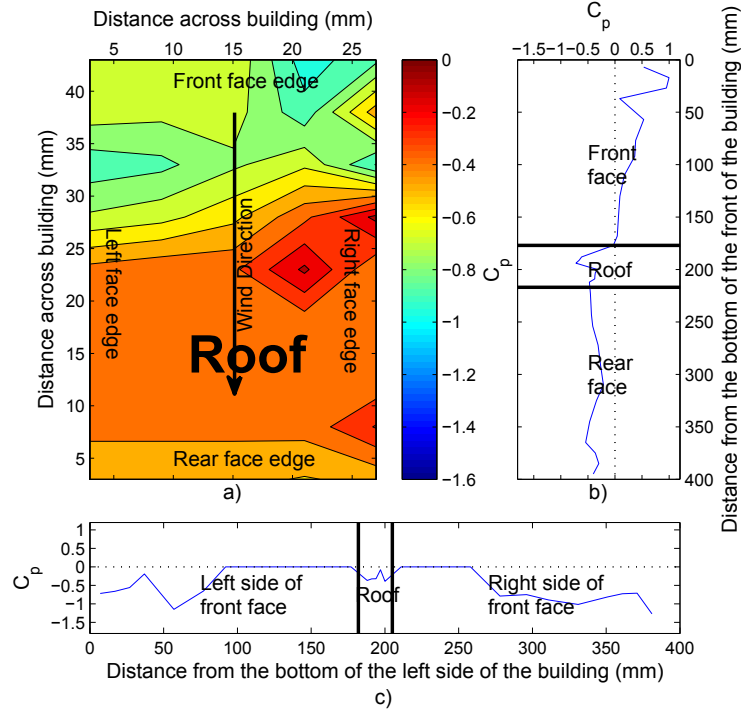 Distance across building (mm)
5 10 15 20 25
Distance across building (mm)
40
35
30
25
20
15
10
5
Front face edge
Left face edge
Wind Direction
Right face edge
Roof
Rear face edge
a)
0
−0.2
−0.4
−0.6
−0.8
−1
−1.2
−1.4
−1.6
Cp
Cp
−1.5 −1 −0.5 0 0.5 1
0
50
100
150
200
250
300
350
400
Front
face
Roof
Rear
face
Distance from the bottom of the front of the building (mm)
b)
Cp
1
0.5
0
−0.5
−1
−1.5
Left side of
front face
Roof
Right side of
front face
0 50 100 150 200 250 300 350 400
Distance from the bottom of the left side of the building (mm)
c)